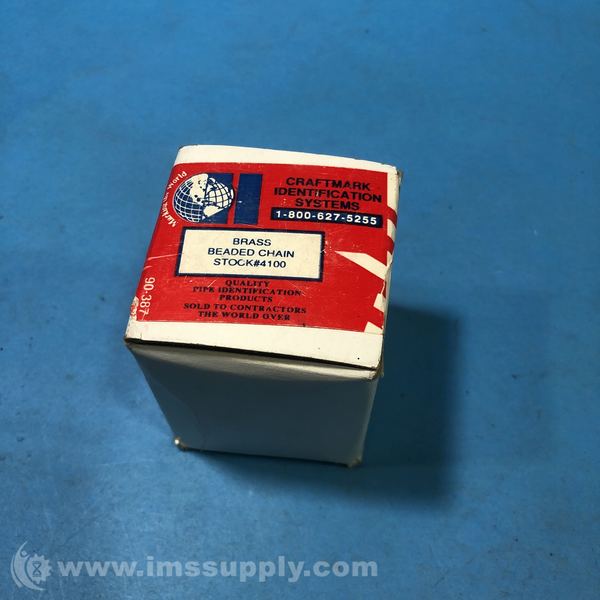 CRAFTMARK
IDENTIFICATION
SYSTEMS
1-800-627-5255
BRASS
BEADED CHAIN
STOCK#4100
QUALITY
PIPE IDENTIFICATION
PRODUCTS
SOLD TO CONTRACTORS
THE WORLD OVER
90-387
www.imssupply.com